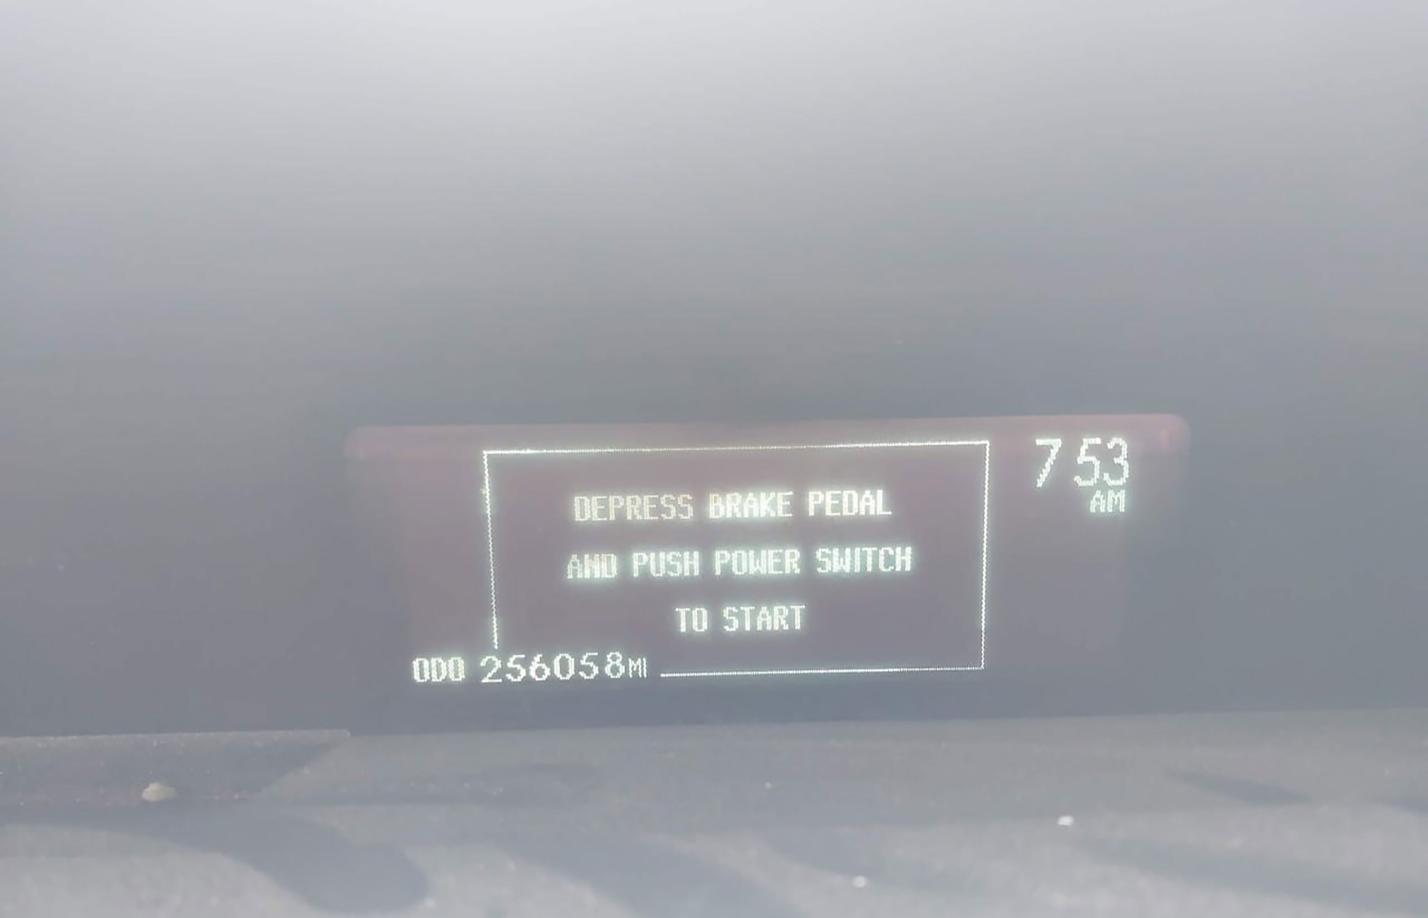 7 53
AM
DEPRESS BRAKE PEDAL
AND PUSH POWER SWITCH
TO START
ODO 256058MI